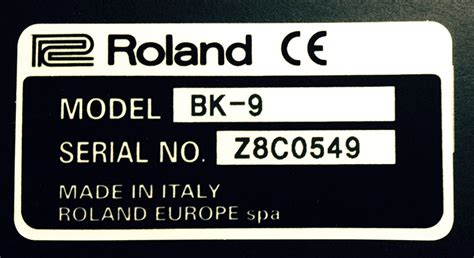 Roland CE
MODEL BK-9
SERIAL NO. Z8C0549
MADE IN ITALY
ROLAND EUROPE spa